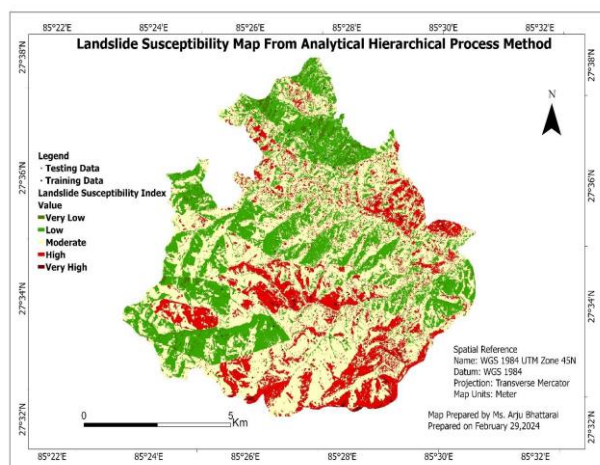 85°22'E 85°24'E 85°26'E 85°28'E 85°30'E 85°32'E
Landslide Susceptibility Map From Analytical Hierarchical Process Method
27°38'N 27°38'N
N
Legend
Testing Data
Training Data
Landslide Susceptibility Index
Value
Very Low
Low
Moderate
High
Very High
27°36'N 27°36'N
27°34'N 27°34'N
Spatial Reference
Name: WGS 1984 UTM Zone 45N
Datum: WGS 1984
Projection: Transverse Mercator
Map Units: Meter
Map Prepared by Ms. Arju Bhattarai
Prepared on February 29,2024
0 5
Km
27°32'N 27°32'N
85°22'E 85°24'E 85°26'E 85°28'E 85°30'E 85°32'E